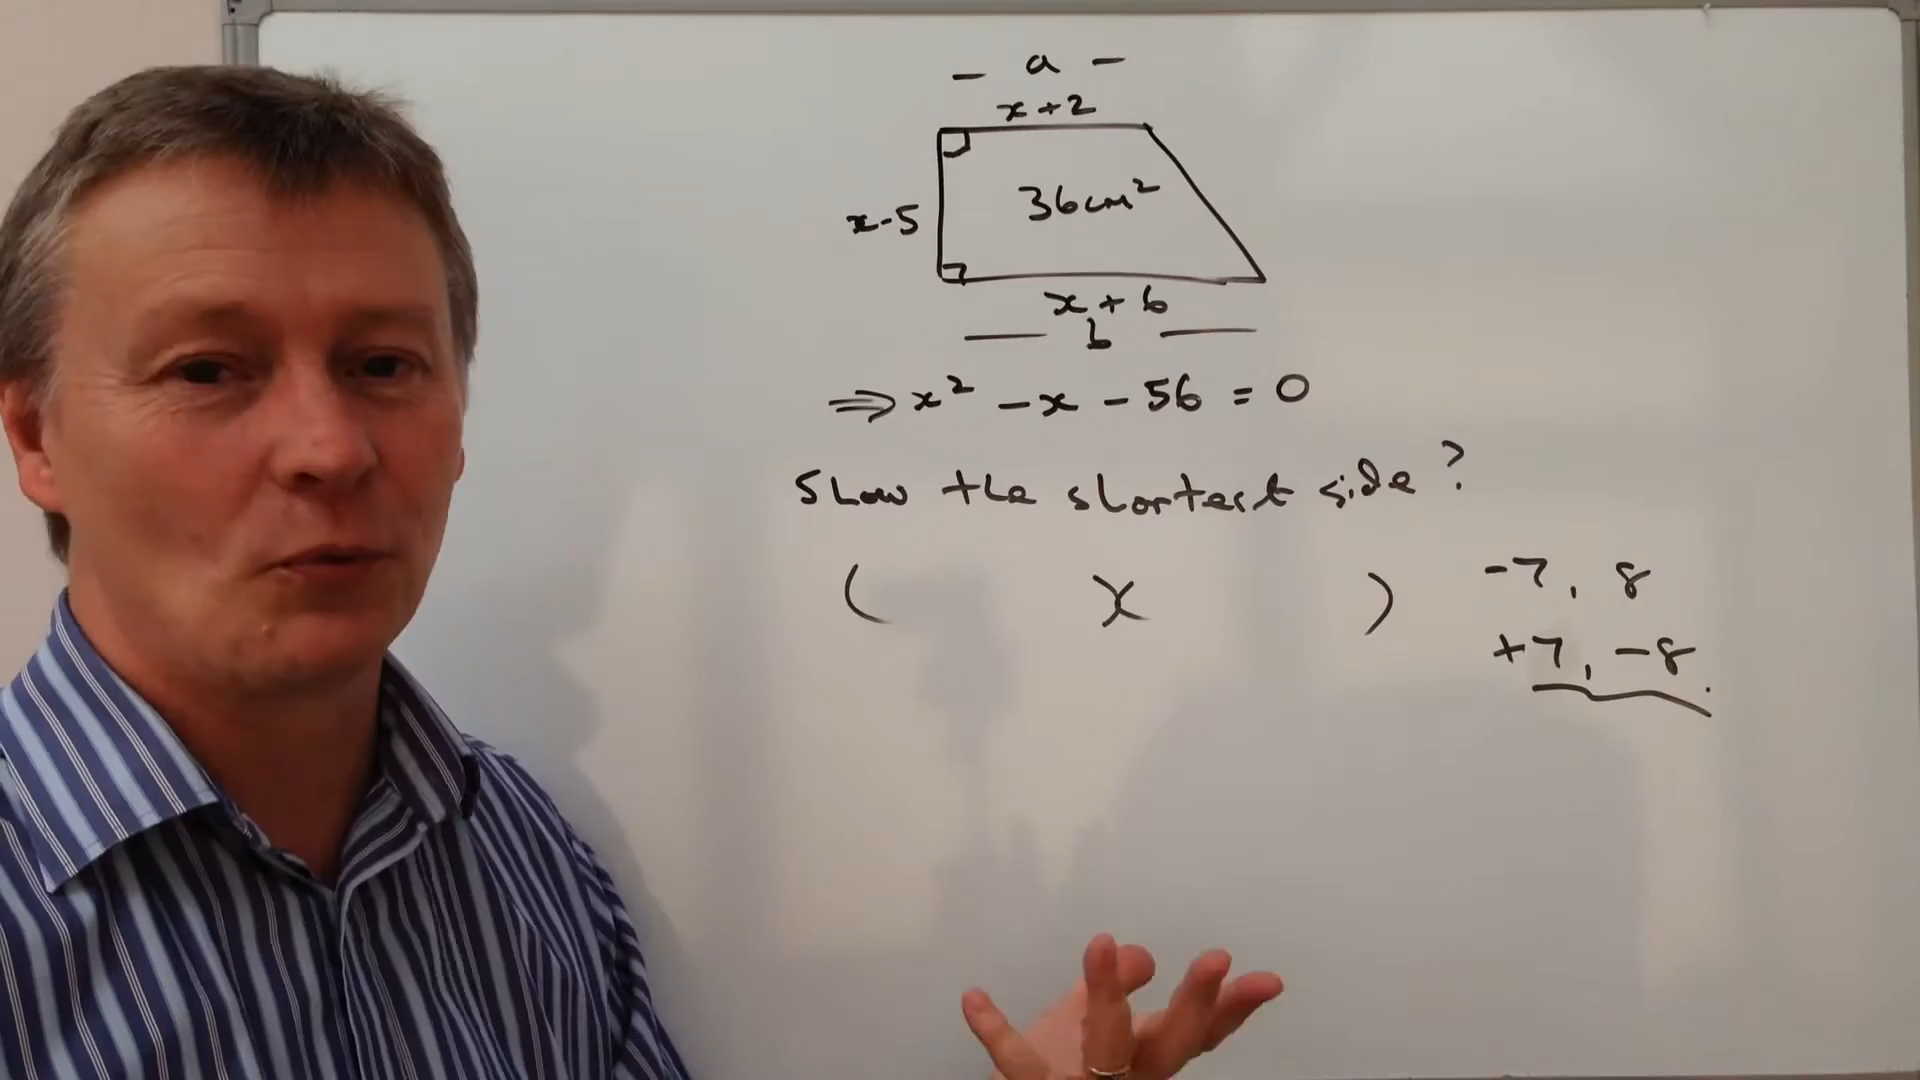 - a -
x+2
x-5
36cm²
x + 6
b
⇒ x² - x - 56 = 0
Show the shortest side?
( )( )
-7, 8
+7, -8